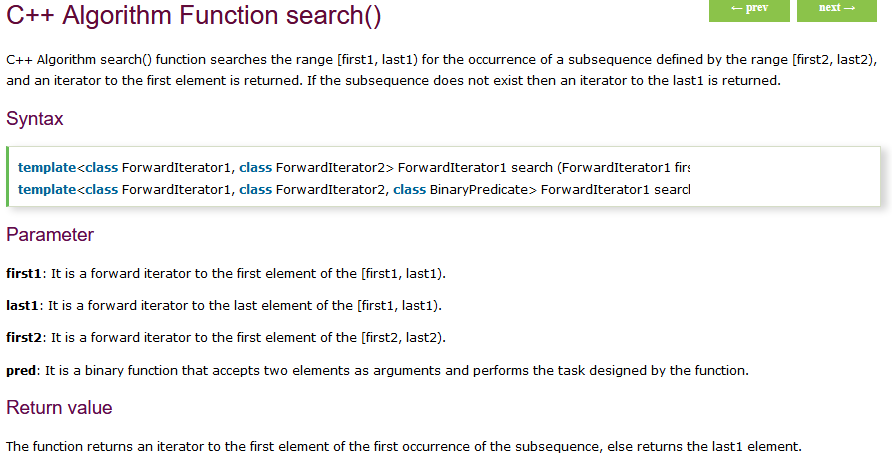 C++ Algorithm Function search()
← prev
next →
C++ Algorithm search() function searches the range [first1, last1) for the occurrence of a subsequence defined by the range [first2, last2),
and an iterator to the first element is returned. If the subsequence does not exist then an iterator to the last1 is returned.
Syntax
template<class ForwardIterator1, class ForwardIterator2> ForwardIterator1 search (ForwardIterator1 firs
template<class ForwardIterator1, class ForwardIterator2, class BinaryPredicate> ForwardIterator1 search
Parameter
first1: It is a forward iterator to the first element of the [first1, last1).
last1: It is a forward iterator to the last element of the [first1, last1).
first2: It is a forward iterator to the first element of the [first2, last2).
pred: It is a binary function that accepts two elements as arguments and performs the task designed by the function.
Return value
The function returns an iterator to the first element of the first occurrence of the subsequence, else returns the last1 element.